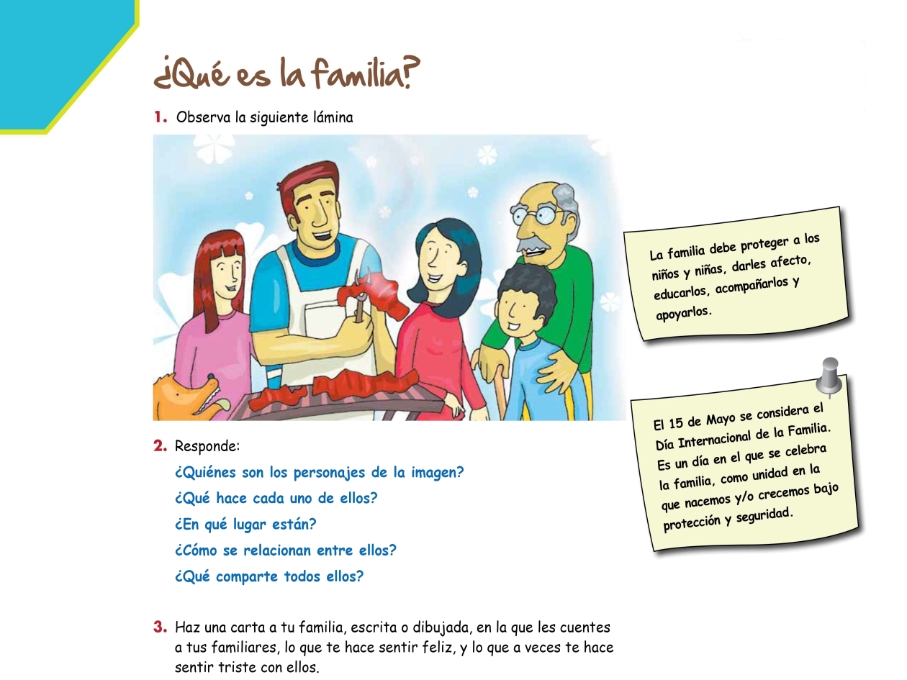 ¿Qué es la familia?
1. Observa la siguiente lámina
La familia debe proteger a los
niños y niñas, darles afecto,
educarlos, acompañarlos y
apoyarlos.
El 15 de Mayo se considera el
Día Internacional de la Familia.
Es un día en el que se celebra
la familia, como unidad en la
que nacemos y/o crecemos bajo
protección y seguridad.
2. Responde:
¿Quiénes son los personajes de la imagen?
¿Qué hace cada uno de ellos?
¿En qué lugar están?
¿Cómo se relacionan entre ellos?
¿Qué comparte todos ellos?
3. Haz una carta a tu familia, escrita o dibujada, en la que les cuentes
a tus familiares, lo que te hace sentir feliz, y lo que a veces te hace
sentir triste con ellos.